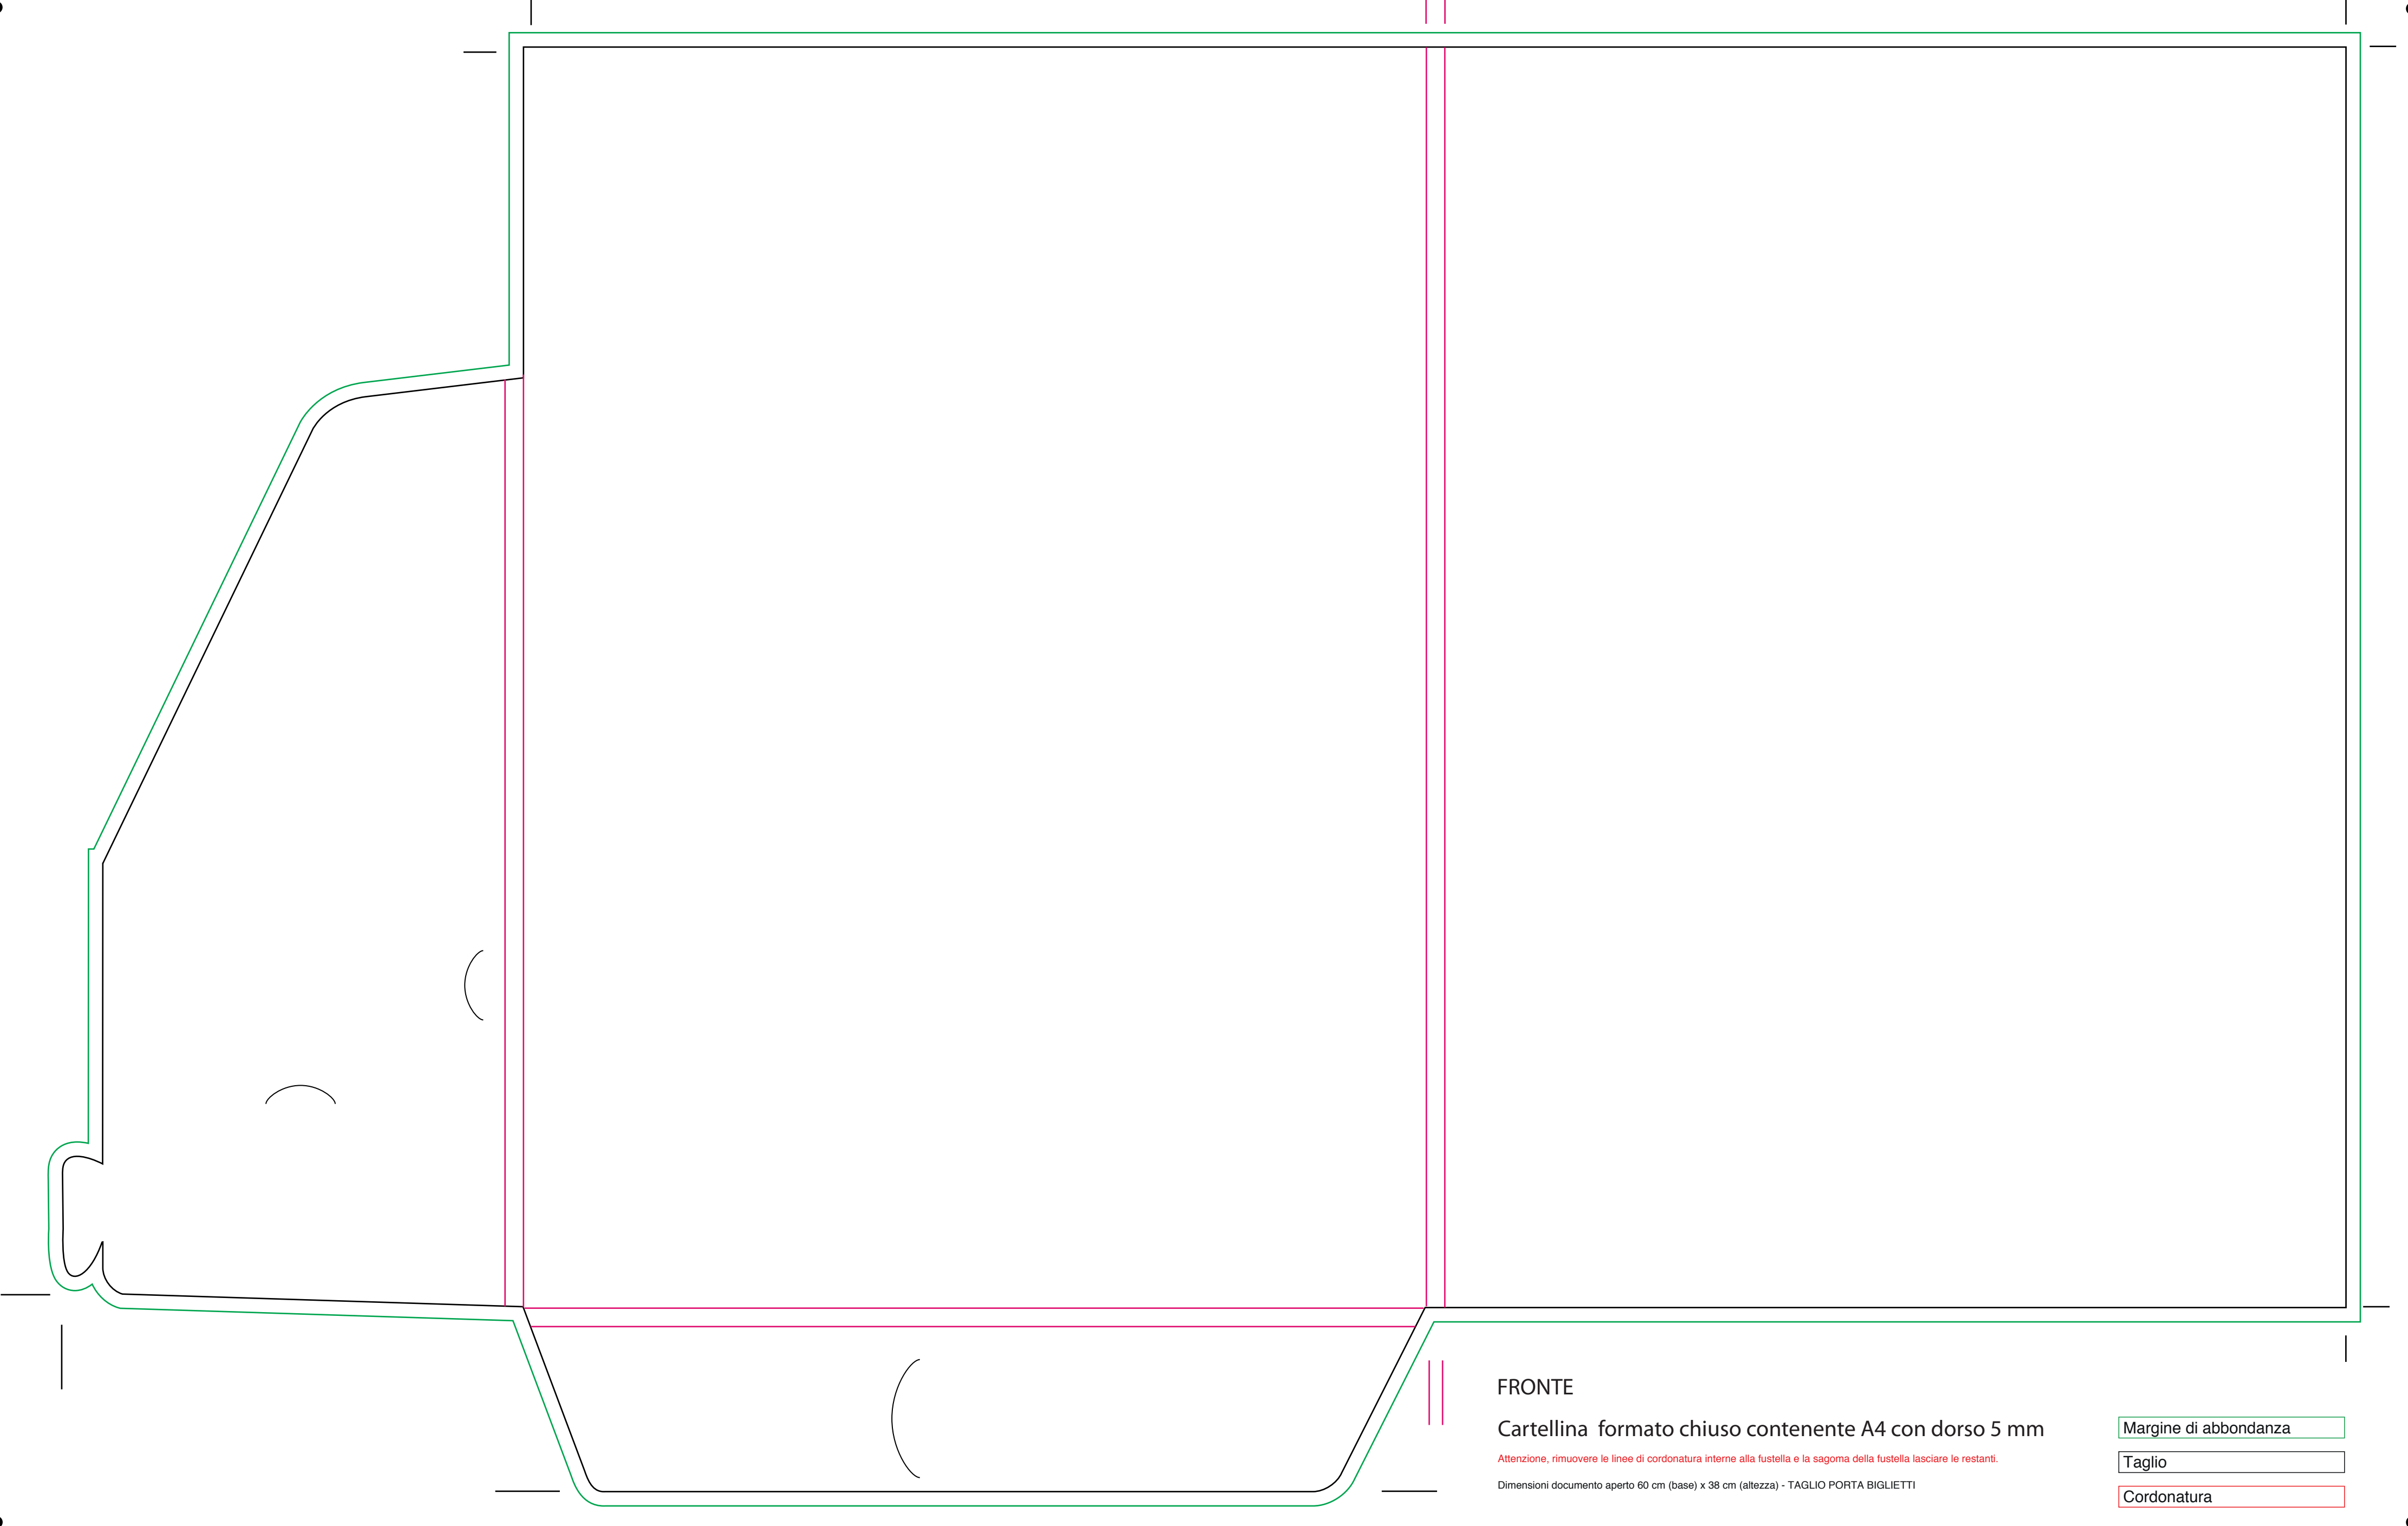 FRONTE
Cartellina  formato chiuso contenente A4 con dorso 5 mm
Attenzione, rimuovere le linee di cordonatura interne alla fustella e la sagoma della fustella lasciare le restanti.
Dimensioni documento aperto 60 cm (base) x 38 cm (altezza) - TAGLIO PORTA BIGLIETTI
Margine di abbondanza
Taglio
Cordonatura